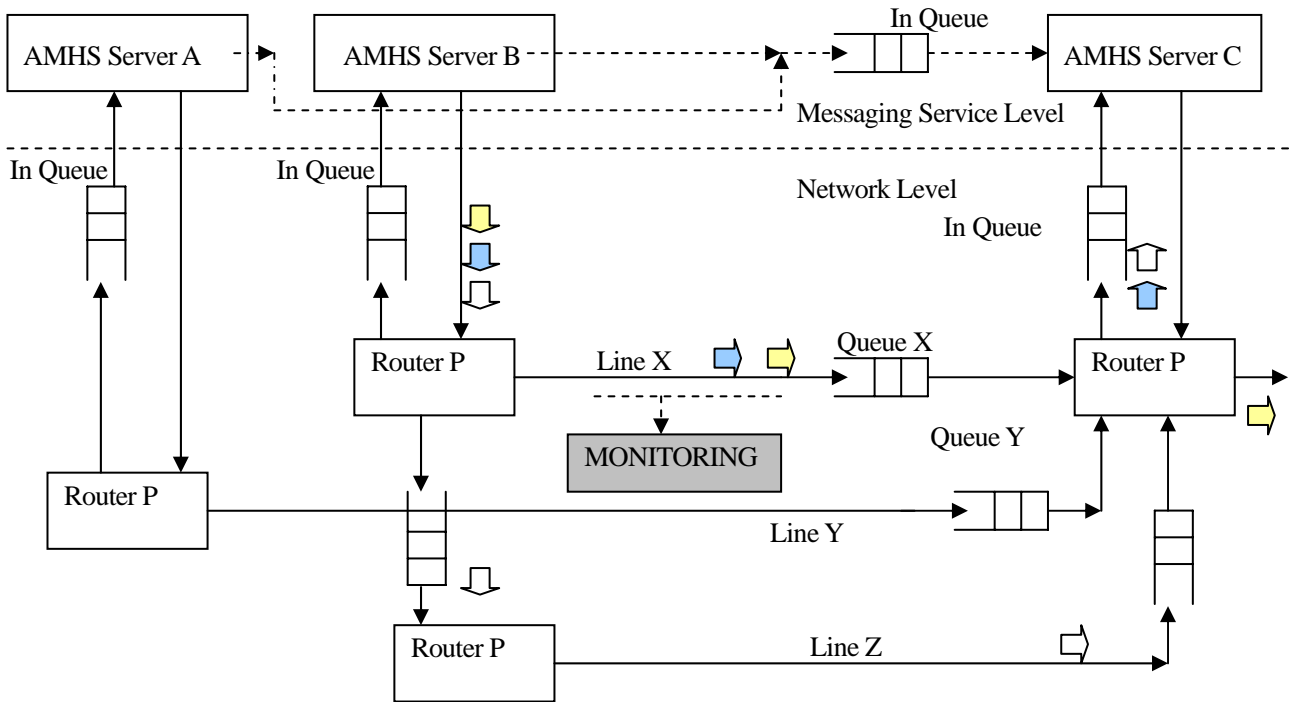 In Queue
AMHS Server A
AMHS Server B
AMHS Server C
Messaging Service Level
In Queue
In Queue
Network Level
In Queue
Router P
Line X
Queue X
Router P
Queue Y
MONITORING
Router P
Line Y
Router P
Line Z